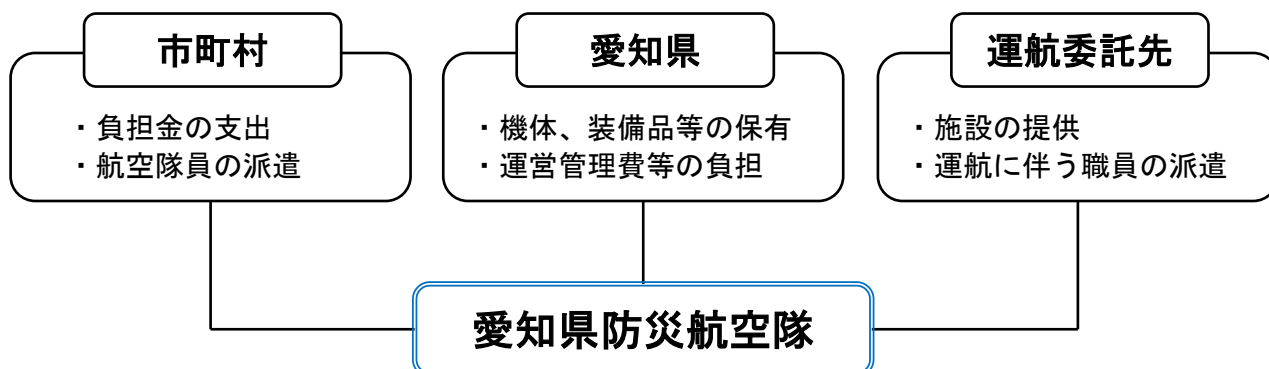 市町村
・負担金の支出
・航空隊員の派遣
愛知県
・機体、装備品等の保有
・運営管理費等の負担
運航委託先
・施設の提供
・運航に伴う職員の派遣
愛知県防災航空隊